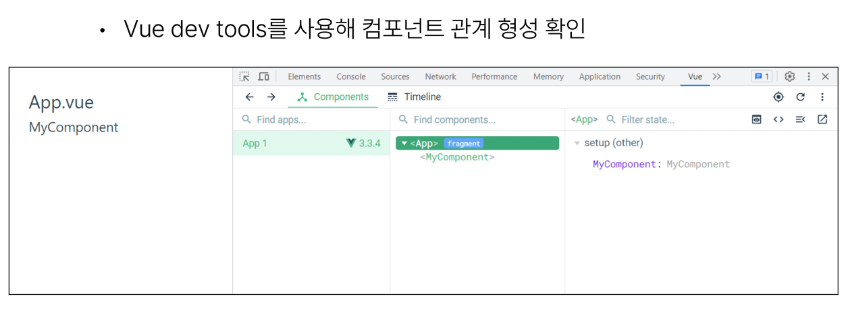 • Vue dev tools를 사용해 컴포넌트 관계 형성 확인
App.vue
MyComponent
Elements Console Sources Network Performance Memory Application Security Vue >> 1
Components Timeline
Find apps... Find components... <App> Filter state...
App 1 3.3.4 ▼ <App> fragment ▼ setup (other)
<MyComponent> MyComponent: MyComponent